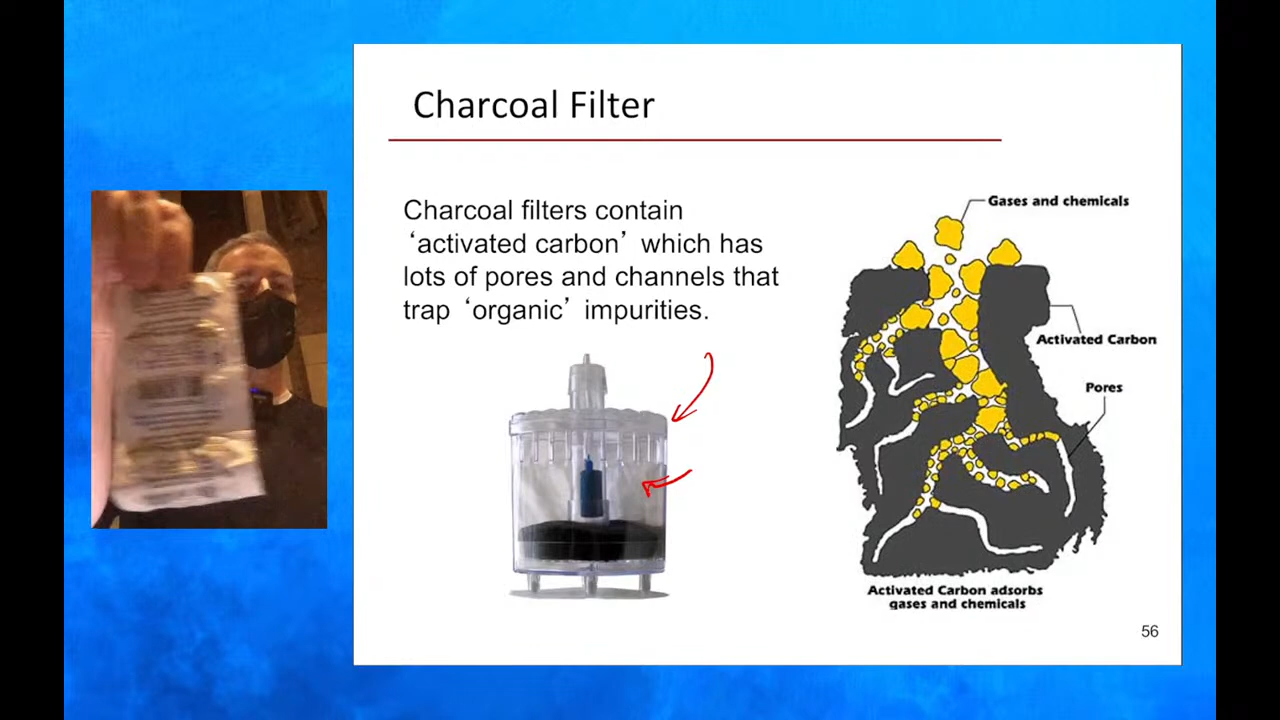 Charcoal Filter
Charcoal filters contain
‘activated carbon’ which has
lots of pores and channels that
trap ‘organic’ impurities.
Gases and chemicals
Activated Carbon
Pores
Activated Carbon adsorbs
gases and chemicals
56